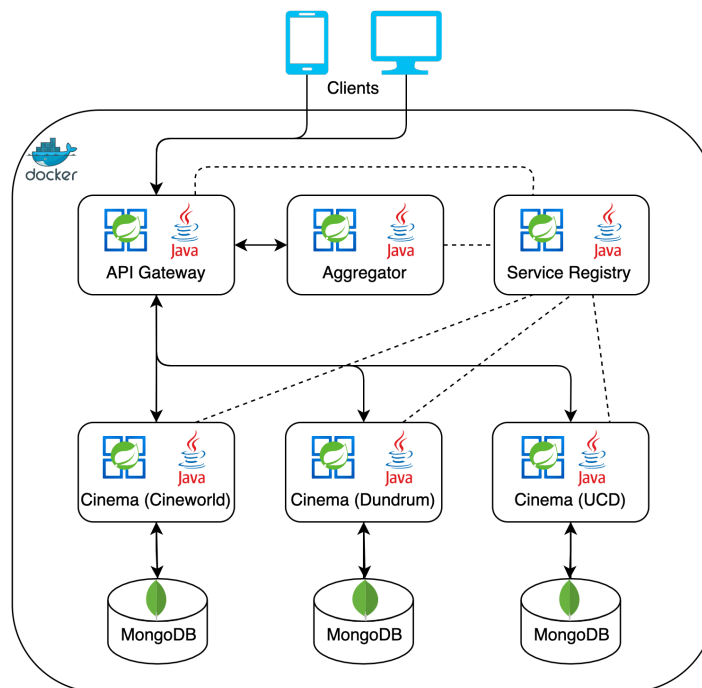 Clients
docker
Java
Java
Java
API Gateway
Aggregator
Service Registry
Java
Java
Java
Cinema (Cineworld)
Cinema (Dundrum)
Cinema (UCD)
MongoDB
MongoDB
MongoDB